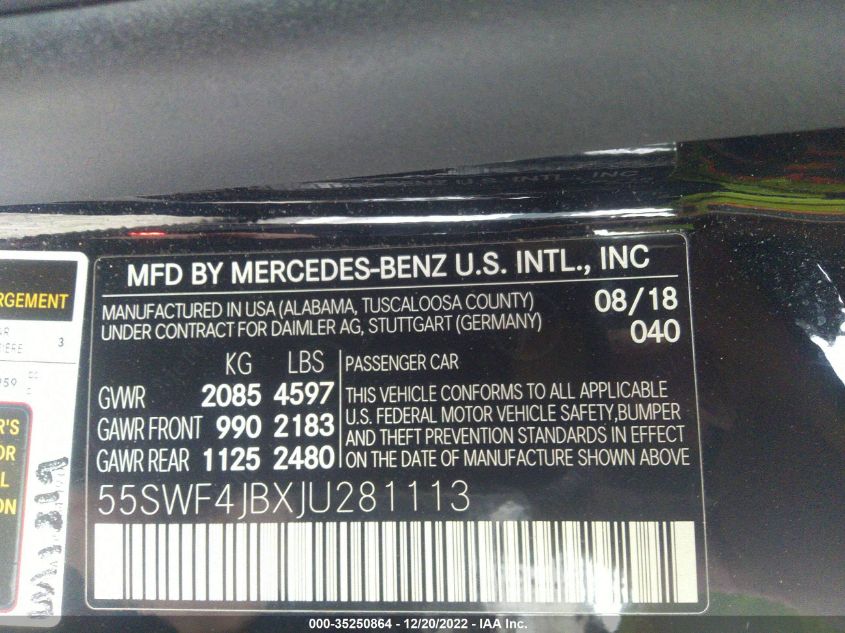 MFD BY MERCEDES-BENZ U.S. INTL., INC
MANUFACTURED IN USA (ALABAMA, TUSCALOOSA COUNTY)
UNDER CONTRACT FOR DAIMLER AG, STUTTGART (GERMANY)
08/18
040
KG LBS
GVWR 2085 4597
GAWR FRONT 990 2183
GAWR REAR 1125 2480
PASSENGER CAR
THIS VEHICLE CONFORMS TO ALL APPLICABLE
U.S. FEDERAL MOTOR VEHICLE SAFETY,BUMPER
AND THEFT PREVENTION STANDARDS IN EFFECT
ON THE DATE OF MANUFACTURE SHOWN ABOVE
55SWF4JBXJU281113
RGEMENT
3
000-35250864 - 12/20/2022 - IAA Inc.